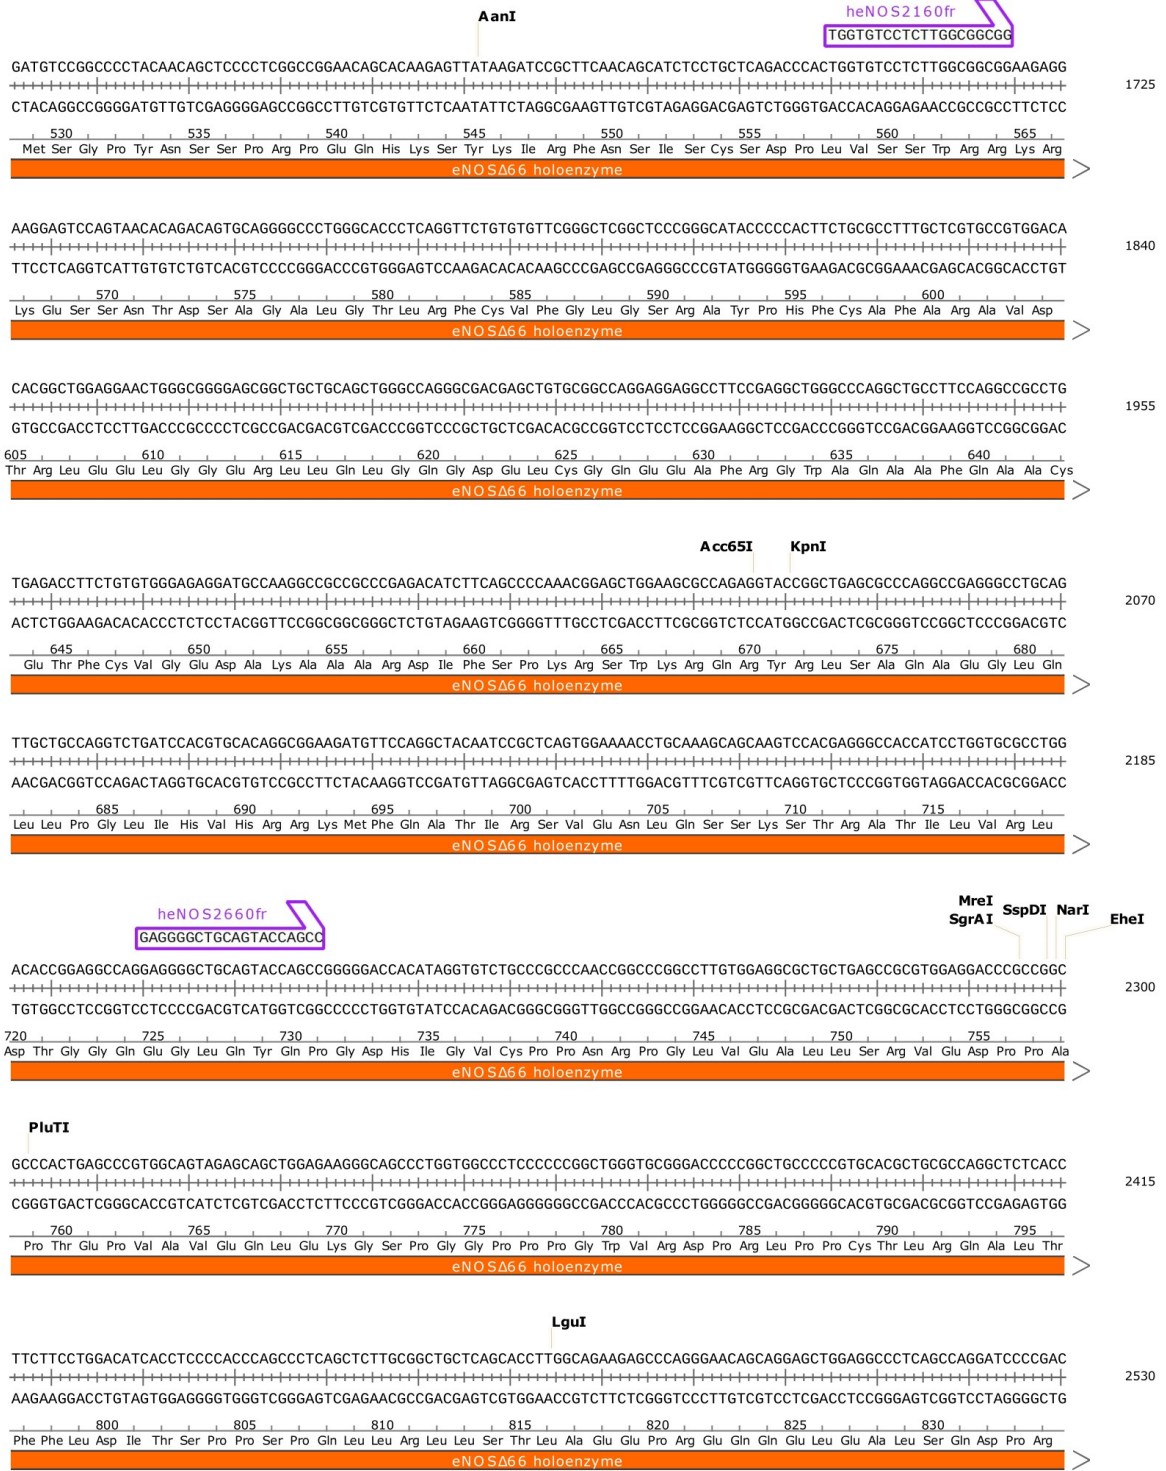 AanI
heNOS2160fr
TGGTGTCCTCTTGGCGGCGG
GATGTCCGGCCCCTACAACAGCTCCCCTCGGCCGGAACAGCACAAGAGTTATAAGATCCGCTTCAACAGCATCTCCTGCTCAGACCCACTGGTGTCCTCTTGGCGGCGGAAGAGG
1725
CTACAGGCCGGGGATGTTGTCGAGGGGAGCCGGCCTTGTCGTGTTCTCAATATTCTAGGCGAAGTTGTCGTAGAGGACGAGTCTGGGTGACCACAGGAGAACCGCCGCCTTCTCC
530 535 540 545 550 555 560 565
Met Ser Gly Pro Tyr Asn Ser Ser Pro Arg Pro Glu Gln His Lys Ser Tyr Lys Ile Arg Phe Asn Ser Ile Ser Cys Ser Asp Pro Leu Val Ser Ser Trp Arg Arg Lys Arg
eNOSΔ66 holoenzyme
AAGGAGTCCAGTAACACAGACAGTGCAGGGGCCCTGGGCACCCTCAGGTTCTGTGTGTTCGGGCTCGGCTCCCGGGCATACCCCCACTTCTGCGCCTTTGCTCGTGCCGTGGACA
1840
TTCCTCAGGTCATTGTGTCTGTCACGTCCCCGGGACCCGTGGGAGTCCAAGACACACAAGCCCGAGCCGAGGGCCCGTATGGGGGTGAAGACGCGGAAACGAGCACGGCACCTGT
570 575 580 585 590 595 600
Lys Glu Ser Ser Asn Thr Asp Ser Ala Gly Ala Leu Gly Thr Leu Arg Phe Cys Val Phe Gly Leu Gly Ser Arg Ala Tyr Pro His Phe Cys Ala Phe Ala Arg Ala Val Asp
eNOSΔ66 holoenzyme
CACGGCTGGAGGAACTGGGCGGGGAGCGGCTGCTGCAGCTGGGCCAGGGCGACGAGCTGTGCGGCCAGGAGGAGGCCTTCCGAGGCTGGGCCCAGGCTGCCTTCCAGGCCGCCTG
1955
GTGCCGACCTCCTTGACCCGCCCCTCGCCGACGACGTCGACCCGGTCCCGCTGCTCGACACGCCGGTCCTCCTCCGGAAGGCTCCGACCCGGGTCCGACGGAAGGTCCGGCGGAC
605 610 615 620 625 630 635 640
Thr Arg Leu Glu Glu Leu Gly Gly Glu Arg Leu Leu Gln Leu Gly Gln Gly Asp Glu Leu Cys Gly Gln Glu Glu Ala Phe Arg Gly Trp Ala Gln Ala Ala Phe Gln Ala Ala Cys
eNOSΔ66 holoenzyme
Acc65I KpnI
TGAGACCTTCTGTGTGGGAGAGGATGCCAAGGCCGCCGCCCGAGACATCTTCAGCCCCAAACGGAGCTGGAAGCGCCAGAGGTACCGGCTGAGCGCCCAGGCCGAGGGCCTGCAG
2070
ACTCTGGAAGACACACCCTCTCCTACGGTTCCGGCGGCGGGCTCTGTAGAAGTCGGGGTTTGCCTCGACCTTCGCGGTCTCCATGGCCGACTCGCGGGTCCGGCTCCCGGACGTC
645 650 655 660 665 670 675 680
Glu Thr Phe Cys Val Gly Glu Asp Ala Lys Ala Ala Ala Arg Asp Ile Phe Ser Pro Lys Arg Ser Trp Lys Arg Gln Arg Tyr Arg Leu Ser Ala Gln Ala Glu Gly Leu Gln
eNOSΔ66 holoenzyme
TTGCTGCCAGGTCTGATCCACGTGCACAGGCGGAAGATGTTCCAGGCTACAATCCGCTCAGTGGAAAACCTGCAAAGCAGCAAGTCCACGAGGGCCACCATCCTGGTGCGCCTGG
2185
AACGACGGTCCAGACTAGGTGCACGTGTCCGCCTTCTACAAGGTCCGATGTTAGGCGAGTCACCTTTTGGACGTTTCGTCGTTCAGGTGCTCCCGGTGGTAGGACCACGCGGACC
685 690 695 700 705 710 715
Leu Leu Pro Gly Leu Ile His Val His Arg Arg Lys Met Phe Gln Ala Thr Ile Arg Ser Val Glu Asn Leu Gln Ser Ser Lys Ser Thr Arg Ala Thr Ile Leu Val Arg Leu
eNOSΔ66 holoenzyme
heNOS2660fr
GAGGGGCTGCAGTACCAGCC
MreI
SgrAI SspDI NarI EheI
ACACCGGAGGCCAGGAGGGGCTGCAGTACCAGCCGGGGGACCACATAGGTGTCTGCCCGCCCAACCGGCCCGGCCTTGTGGAGGCGCTGCTGAGCCGCGTGGAGGACCCGCCGGC
2300
TGTGGCCTCCGGTCCTCCCCGACGTCATGGTCGGCCCCCTGGTGTATCCACAGACGGGCGGGTTGGCCGGGCCGGAACACCTCCGCGACGACTCGGCGCACCTCCTGGGCGGCCG
720 725 730 735 740 745 750 755
Asp Thr Gly Gly Gln Glu Gly Leu Gln Tyr Gln Pro Gly Asp His Ile Gly Val Cys Pro Pro Asn Arg Pro Gly Leu Val Glu Ala Leu Leu Ser Arg Val Glu Asp Pro Pro Ala
eNOSΔ66 holoenzyme
PluTI
GCCCACTGAGCCCGTGGCAGTAGAGCAGCTGGAGAAGGGCAGCCCTGGTGGCCCTCCCCCCGGCTGGGTGCGGGACCCCCGGCTGCCCCCGTGCACGCTGCGCCAGGCTCTCACC
2415
CGGGTGACTCGGGCACCGTCATCTCGTCGACCTCTTCCCGTCGGGACCACCGGGAGGGGGGCCGACCCACGCCCTGGGGGCCGACGGGGGCACGTGCGACGCGGTCCGAGAGTGG
760 765 770 775 780 785 790 795
Pro Thr Glu Pro Val Ala Val Glu Gln Leu Glu Lys Gly Ser Pro Gly Gly Pro Pro Pro Gly Trp Val Arg Asp Pro Arg Leu Pro Pro Cys Thr Leu Arg Gln Ala Leu Thr
eNOSΔ66 holoenzyme
LguI
TTCTTCCTGGACATCACCTCCCCACCCAGCCCTCAGCTCTTGCGGCTGCTCAGCACCTTGGCAGAAGAGCCCAGGGAACAGCAGGAGCTGGAGGCCCTCAGCCAGGATCCCCGAC
2530
AAGAAGGACCTGTAGTGGAGGGGTGGGTCGGGAGTCGAGAACGCCGACGAGTCGTGGAACCGTCTTCTCGGGTCCCTTGTCGTCCTCGACCTCCGGGAGTCGGTCCTAGGGGCTG
800 805 810 815 820 825 830
Phe Phe Leu Asp Ile Thr Ser Pro Pro Ser Pro Gln Leu Leu Arg Leu Leu Ser Thr Leu Ala Glu Glu Pro Arg Glu Gln Gln Glu Leu Glu Ala Leu Ser Gln Asp Pro Arg
eNOSΔ66 holoenzyme